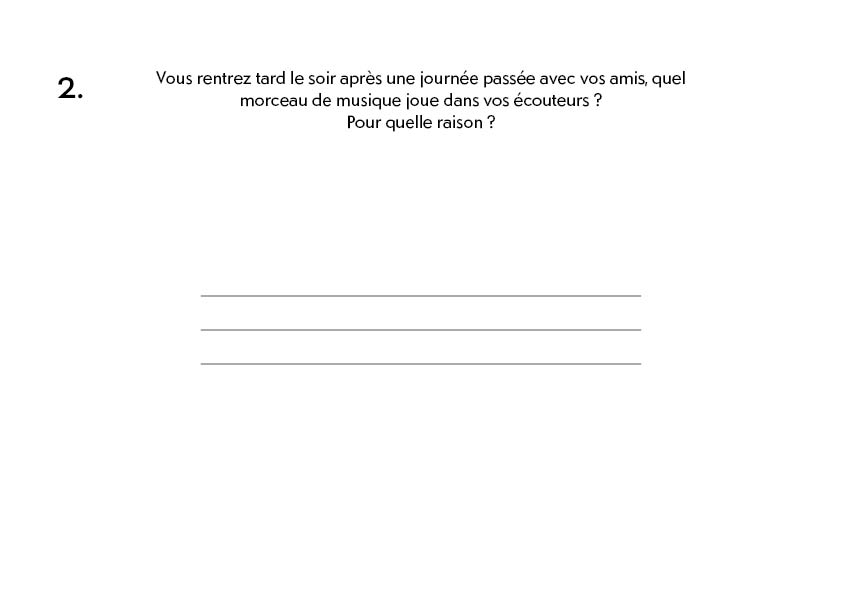 2.
Vous rentrez tard le soir après une journée passée avec vos amis, quel
morceau de musique joue dans vos écouteurs ?
Pour quelle raison ?